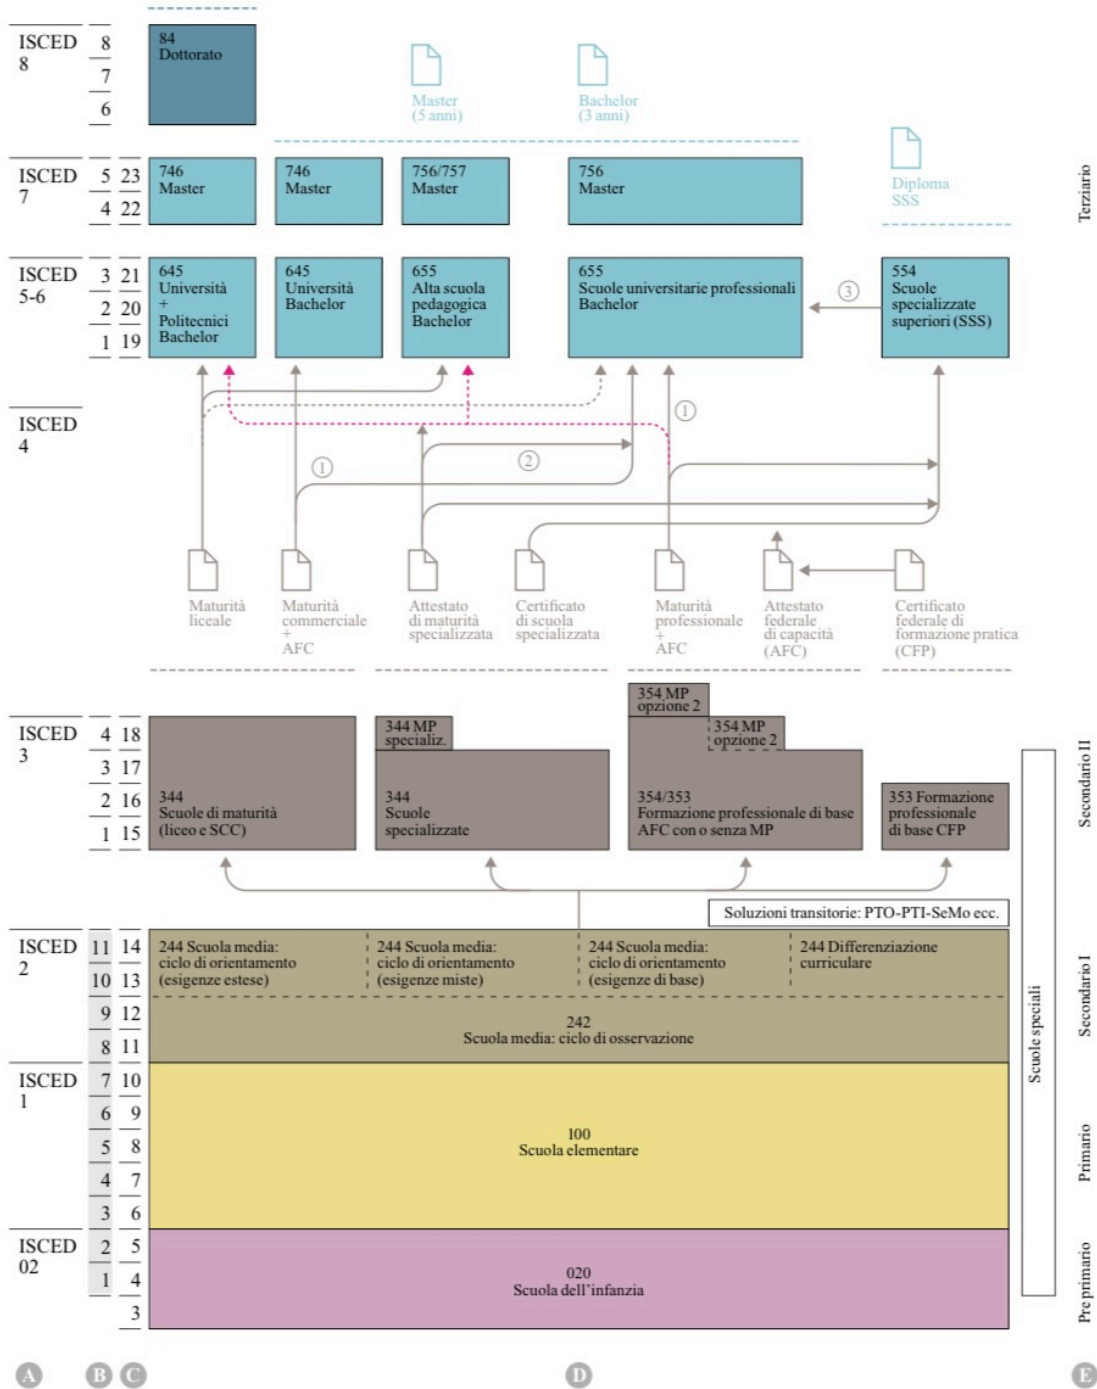 ISCED
8
8
7
6
84
Dottorato
Master
(5 anni)
Bachelor
(3 anni)
ISCED
7
5 23
4 22
746
Master
746
Master
756/757
Master
756
Master
Diploma
SSS
Terziario
ISCED
5-6
3 21
2 20
1 19
645
Università
+
Politecnici
Bachelor
645
Università
Bachelor
655
Alta scuola
pedagogica
Bachelor
655
Scuole universitarie professionali
Bachelor
3
554
Scuole
specializzate
superiori (SSS)
ISCED
4
1
1
2
Maturità
liceale
Maturità
commerciale
+
AFC
Attestato
di maturità
specializzata
Certificato
di scuola
specializzata
Maturità
professionale
+
AFC
Attestato
federale
di capacità
(AFC)
Certificato
federale di
formazione pratica
(CFP)
ISCED
3
4 18
3 17
2 16
1 15
344
Scuole di maturità
(liceo e SCC)
344 MP
specializ.
344
Scuole
specializzate
354 MP
opzione 2
354 MP
opzione 2
354/353
Formazione professionale di base
AFC con o senza MP
353 Formazione
professionale
di base CFP
Secondario II
Soluzioni transitorie: PTO-PTI-SeMo ecc.
ISCED
2
11 14
10 13
9 12
8 11
244 Scuola media:
ciclo di orientamento
(esigenze estese)
244 Scuola media:
ciclo di orientamento
(esigenze miste)
244 Scuola media:
ciclo di orientamento
(esigenze di base)
244 Differenziazione
curriculare
242
Scuola media: ciclo di osservazione
Scuole speciali
Secondario I
ISCED
1
7 10
6 9
5 8
4 7
3 6
100
Scuola elementare
Primario
ISCED
02
2 5
1 4
3
020
Scuola dell'infanzia
Pre primario
A B C D E